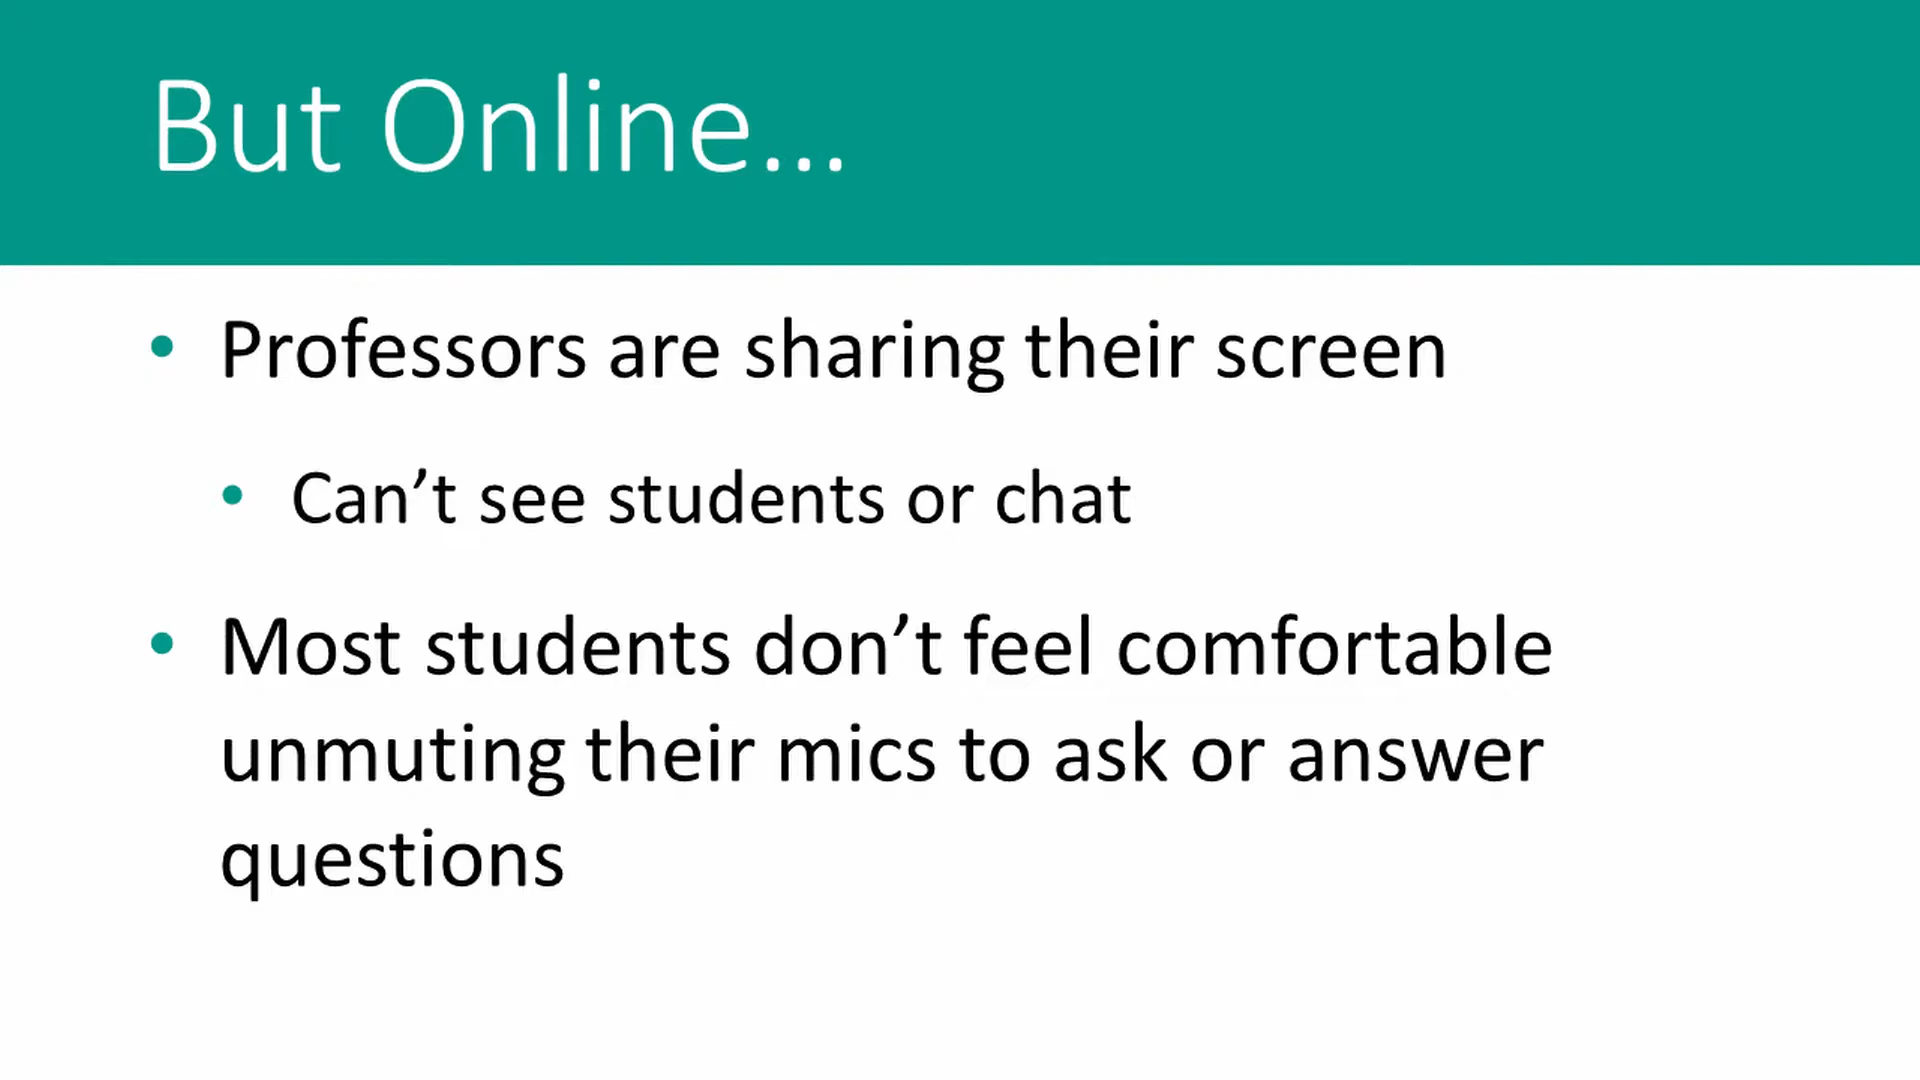 But Online...
• Professors are sharing their screen
• Can’t see students or chat
• Most students don’t feel comfortable
unmuting their mics to ask or answer
questions